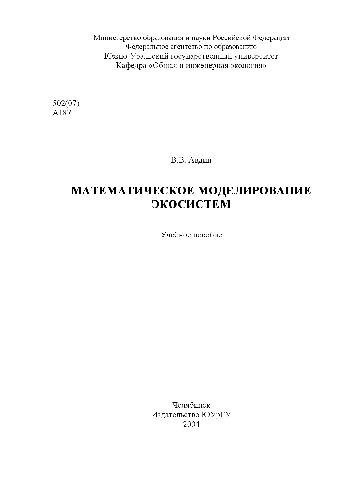 Министерство образования и науки Российской Федерации
Федеральное агентство по образованию
Южно-Уральский государственный университет
Кафедра «Общая и инженерная экология»
502(07)
А187
В.В. Авдин
МАТЕМАТИЧЕСКОЕ МОДЕЛИРОВАНИЕ
ЭКОСИСТЕМ
Учебное пособие
Челябинск
Издательство ЮУрГУ
2004